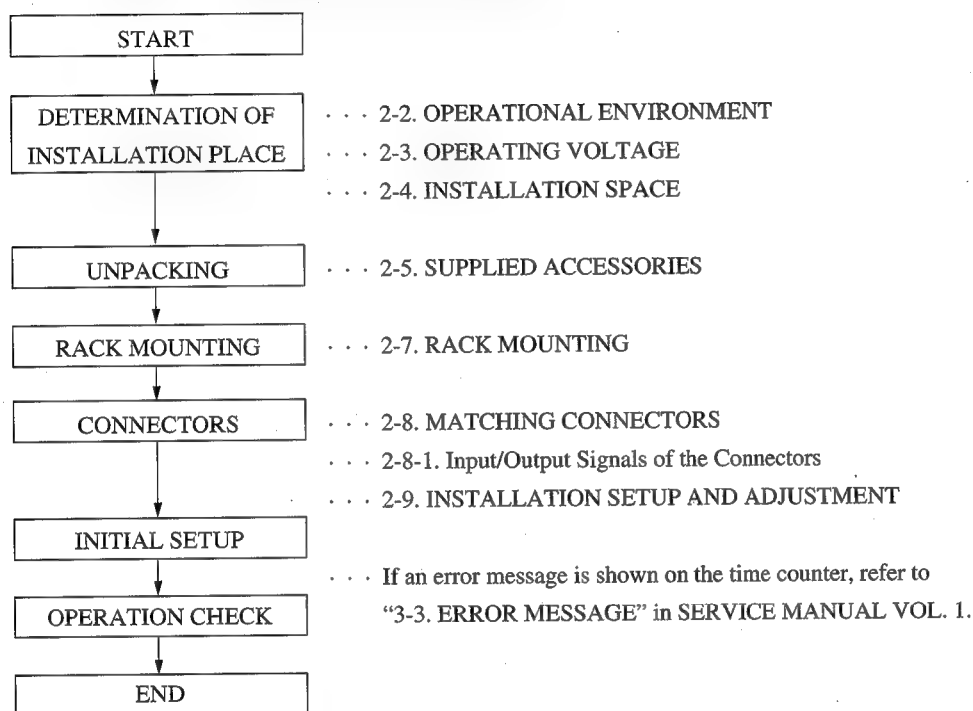 START
DETERMINATION OF
INSTALLATION PLACE
· · · 2-2. OPERATIONAL ENVIRONMENT
· · · 2-3. OPERATING VOLTAGE
· · · 2-4. INSTALLATION SPACE
UNPACKING
· · · 2-5. SUPPLIED ACCESSORIES
RACK MOUNTING
· · · 2-7. RACK MOUNTING
CONNECTORS
· · · 2-8. MATCHING CONNECTORS
· · · 2-8-1. Input/Output Signals of the Connectors
· · · 2-9. INSTALLATION SETUP AND ADJUSTMENT
INITIAL SETUP
· · · If an error message is shown on the time counter, refer to
“3-3. ERROR MESSAGE” in SERVICE MANUAL VOL. 1.
OPERATION CHECK
END